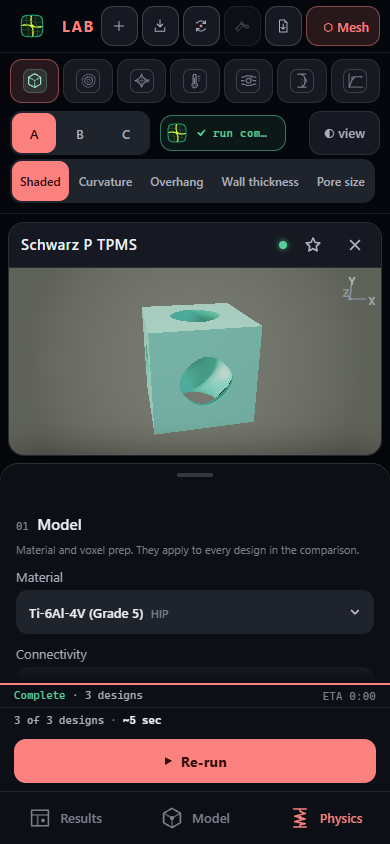 LAB
Mesh
A B C ✓ run com… view
Shaded Curvature Overhang Wall thickness Pore size
Schwarz P TPMS
Y
Z X
01 Model
Material and voxel prep. They apply to every design in the comparison.
Material
Ti-6Al-4V (Grade 5) HIP
Connectivity
Complete · 3 designs ETA 0:00
3 of 3 designs · ~5 sec
Re-run
Results Model Physics